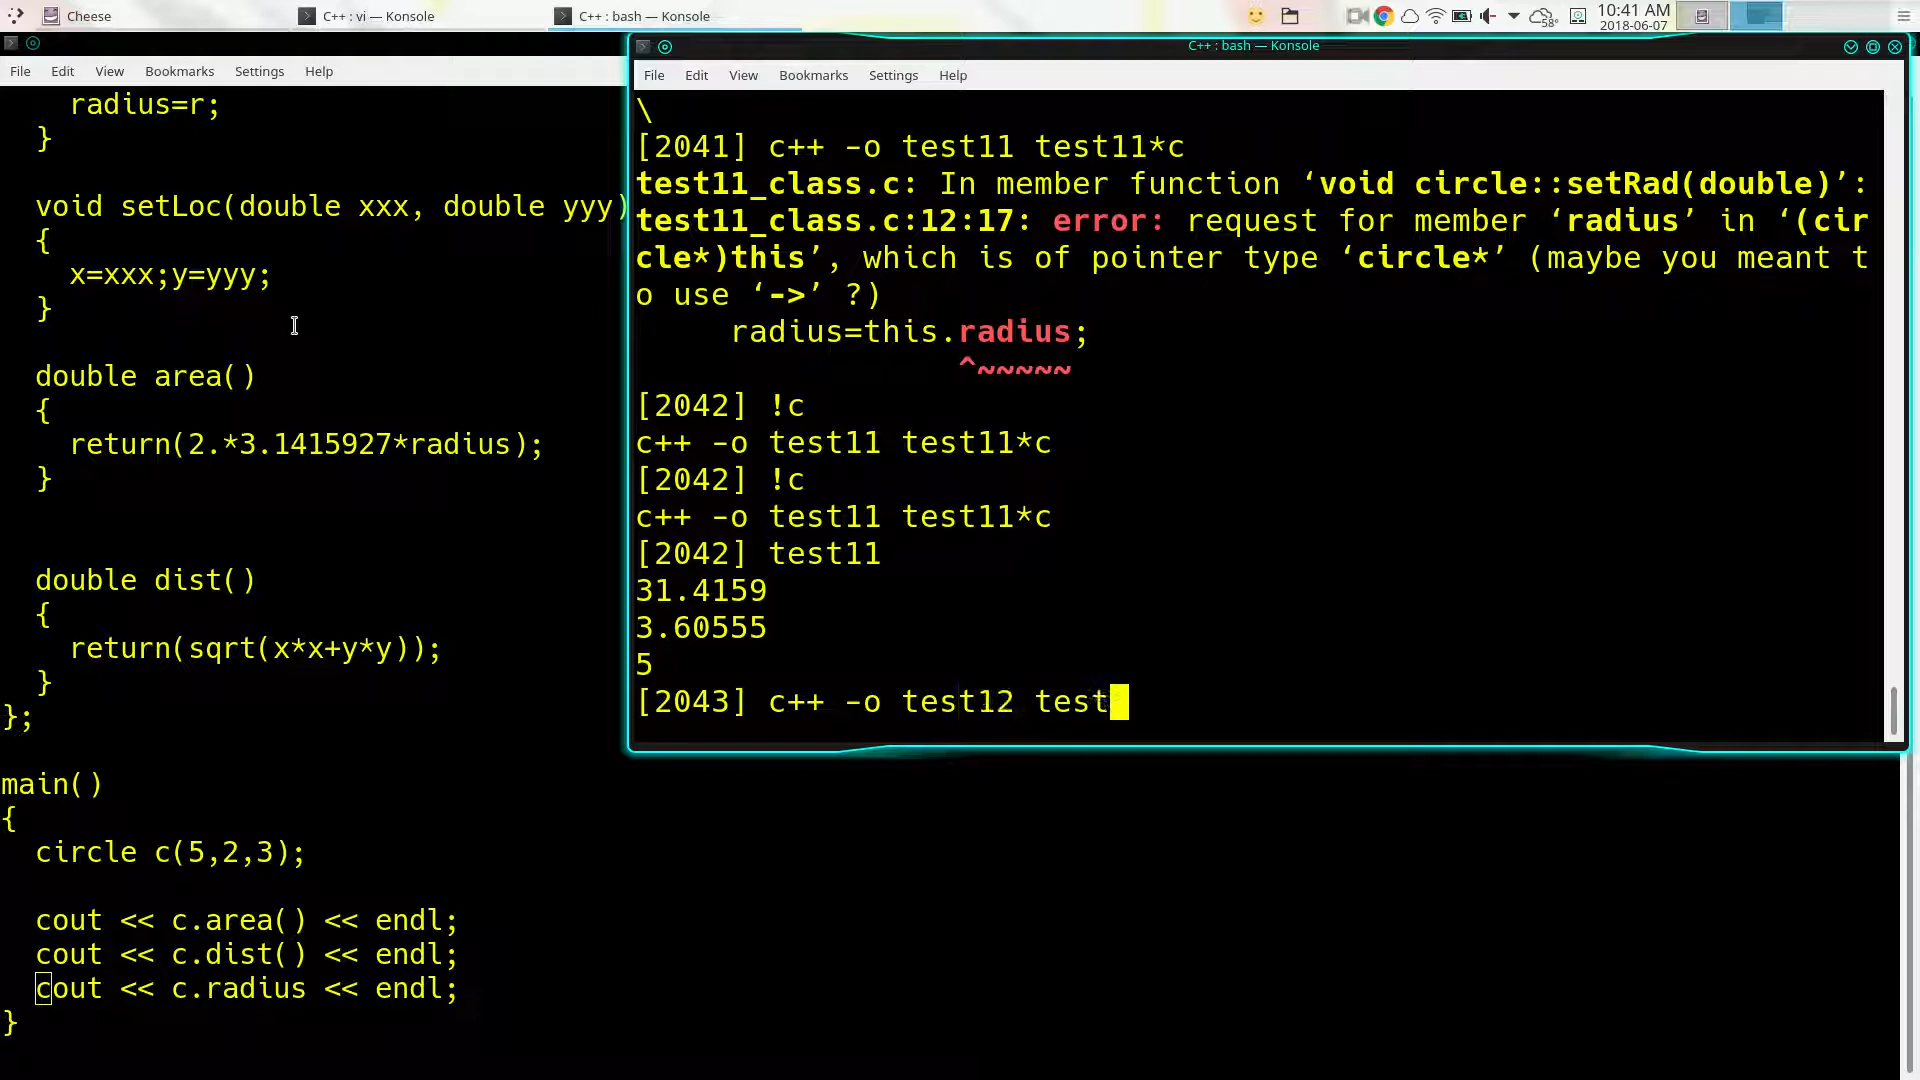 Cheese
C++ : vi — Konsole
C++ : bash — Konsole
58°
10:41 AM
2018-06-07
File Edit View Bookmarks Settings Help
radius=r;
}
void setLoc(double xxx, double yyy)
{
x=xxx;y=yyy;
}
double area()
{
return(2.*3.1415927*radius);
}
double dist()
{
return(sqrt(x*x+y*y));
}
};
main()
{
circle c(5,2,3);
cout << c.area() << endl;
cout << c.dist() << endl;
cout << c.radius << endl;
}
C++ : bash — Konsole
File Edit View Bookmarks Settings Help
\
[2041] c++ -o test11 test11*c
test11_class.c: In member function ‘void circle::setRad(double)’:
test11_class.c:12:17: error: request for member ‘radius’ in ‘(cir
cle*)this’, which is of pointer type ‘circle*’ (maybe you meant t
o use ‘->’ ?)
radius=this.radius;
^~~~~~
[2042] !c
c++ -o test11 test11*c
[2042] !c
c++ -o test11 test11*c
[2042] test11
31.4159
3.60555
5
[2043] c++ -o test12 test